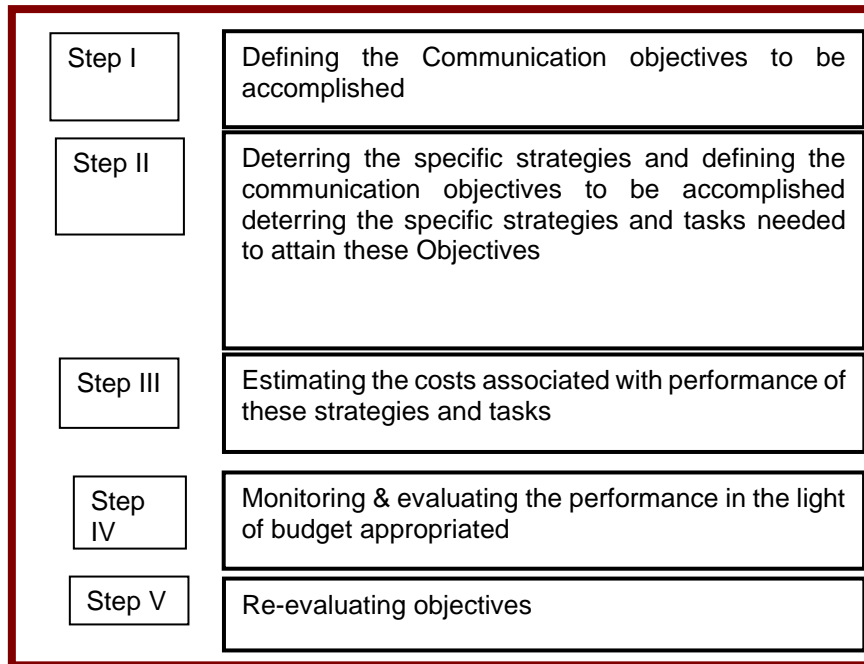 Step I
Defining the Communication objectives to be
accomplished
Step II
Deterring the specific strategies and defining the
communication objectives to be accomplished
deterring the specific strategies and tasks needed
to attain these Objectives
Step III
Estimating the costs associated with performance of
these strategies and tasks
Step
IV
Monitoring & evaluating the performance in the light
of budget appropriated
Step V
Re-evaluating objectives